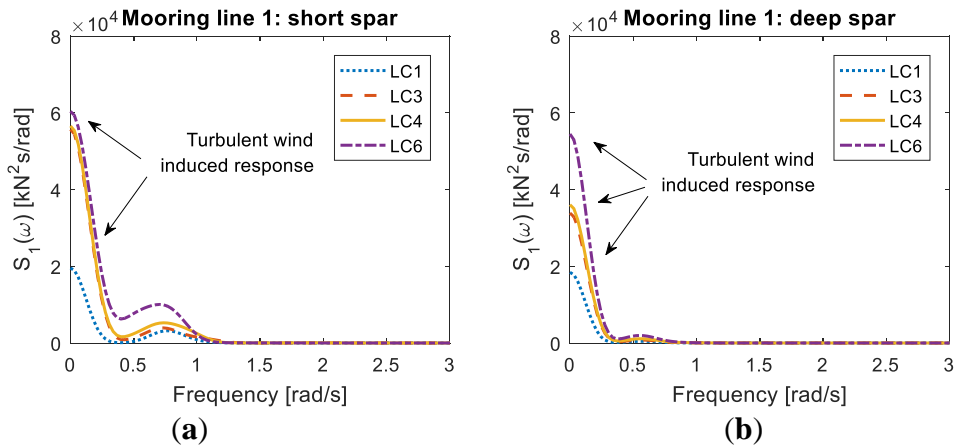 ×10⁴ Mooring line 1: short spar
8
6
4
2
0
S₁(ω) [kN²s/rad]
LC1
LC3
LC4
LC6
Turbulent wind
induced response
0 0.5 1 1.5 2 2.5 3
Frequency [rad/s]
(a)
×10⁴ Mooring line 1: deep spar
8
6
4
2
0
S₁(ω) [kN²s/rad]
LC1
LC3
LC4
LC6
Turbulent wind
induced response
0 0.5 1 1.5 2 2.5 3
Frequency [rad/s]
(b)